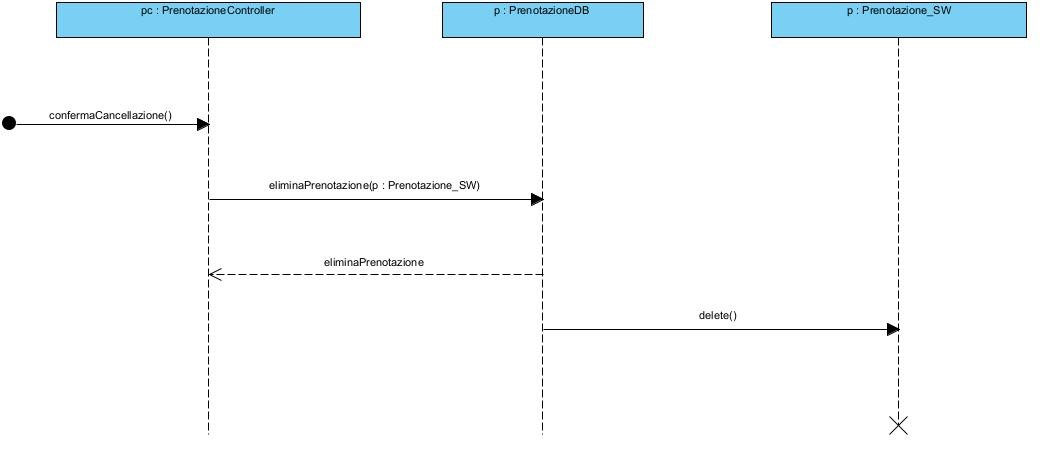 pc : PrenotazioneController
p : PrenotazioneDB
p : Prenotazione_SW
confermaCancellazione()
eliminaPrenotazione(p : Prenotazione_SW)
eliminaPrenotazione
delete()